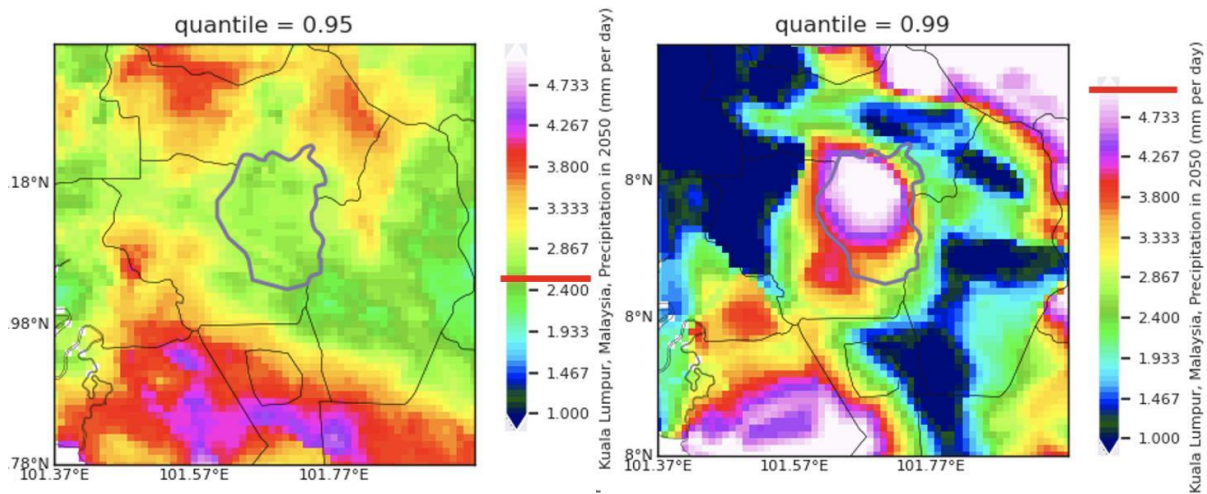 quantile = 0.95
.18°N
.98°N
78°N
101.37°E
101.57°E
101.77°E
4.733
4.267
3.800
3.333
2.867
2.400
1.933
1.467
1.000
Kuala Lumpur, Malaysia, Precipitation in 2050 (mm per day)
quantile = 0.99
8°N
8°N
8°N
101.37°E
101.57°E
101.77°E
4.733
4.267
3.800
3.333
2.867
2.400
1.933
1.467
1.000
Kuala Lumpur, Malaysia, Precipitation in 2050 (mm per day)